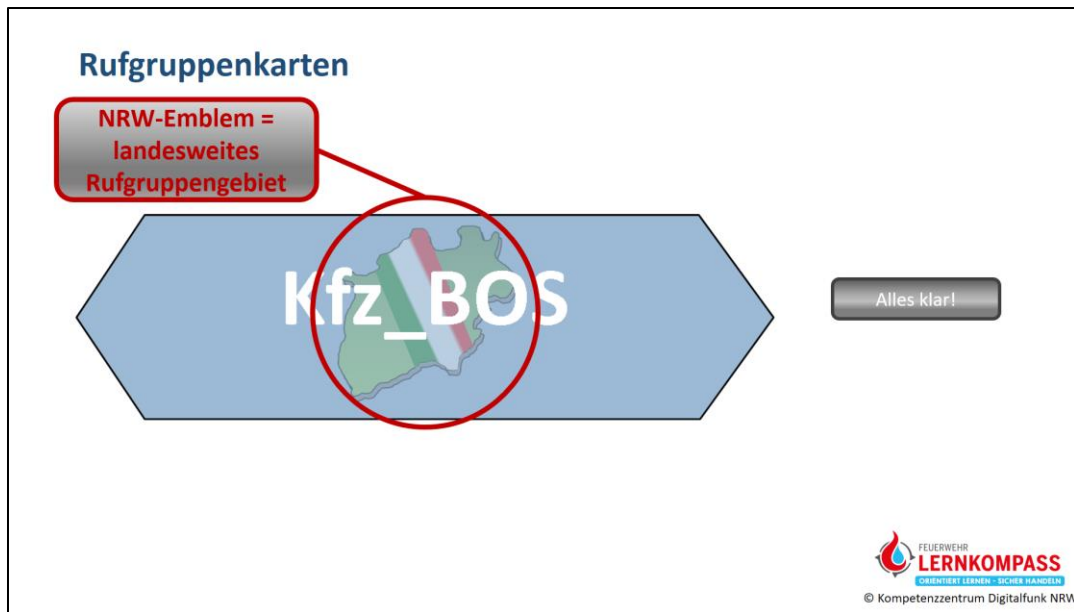 Rufgruppenkarten
NRW-Emblem =
landesweites
Rufgruppengebiet
Kfz_BOS
Alles klar!
FEUERWEHR
LERNKOMPASS
ORIENTIERT LERNEN - SICHER HANDELN
© Kompetenzzentrum Digitalfunk NRW